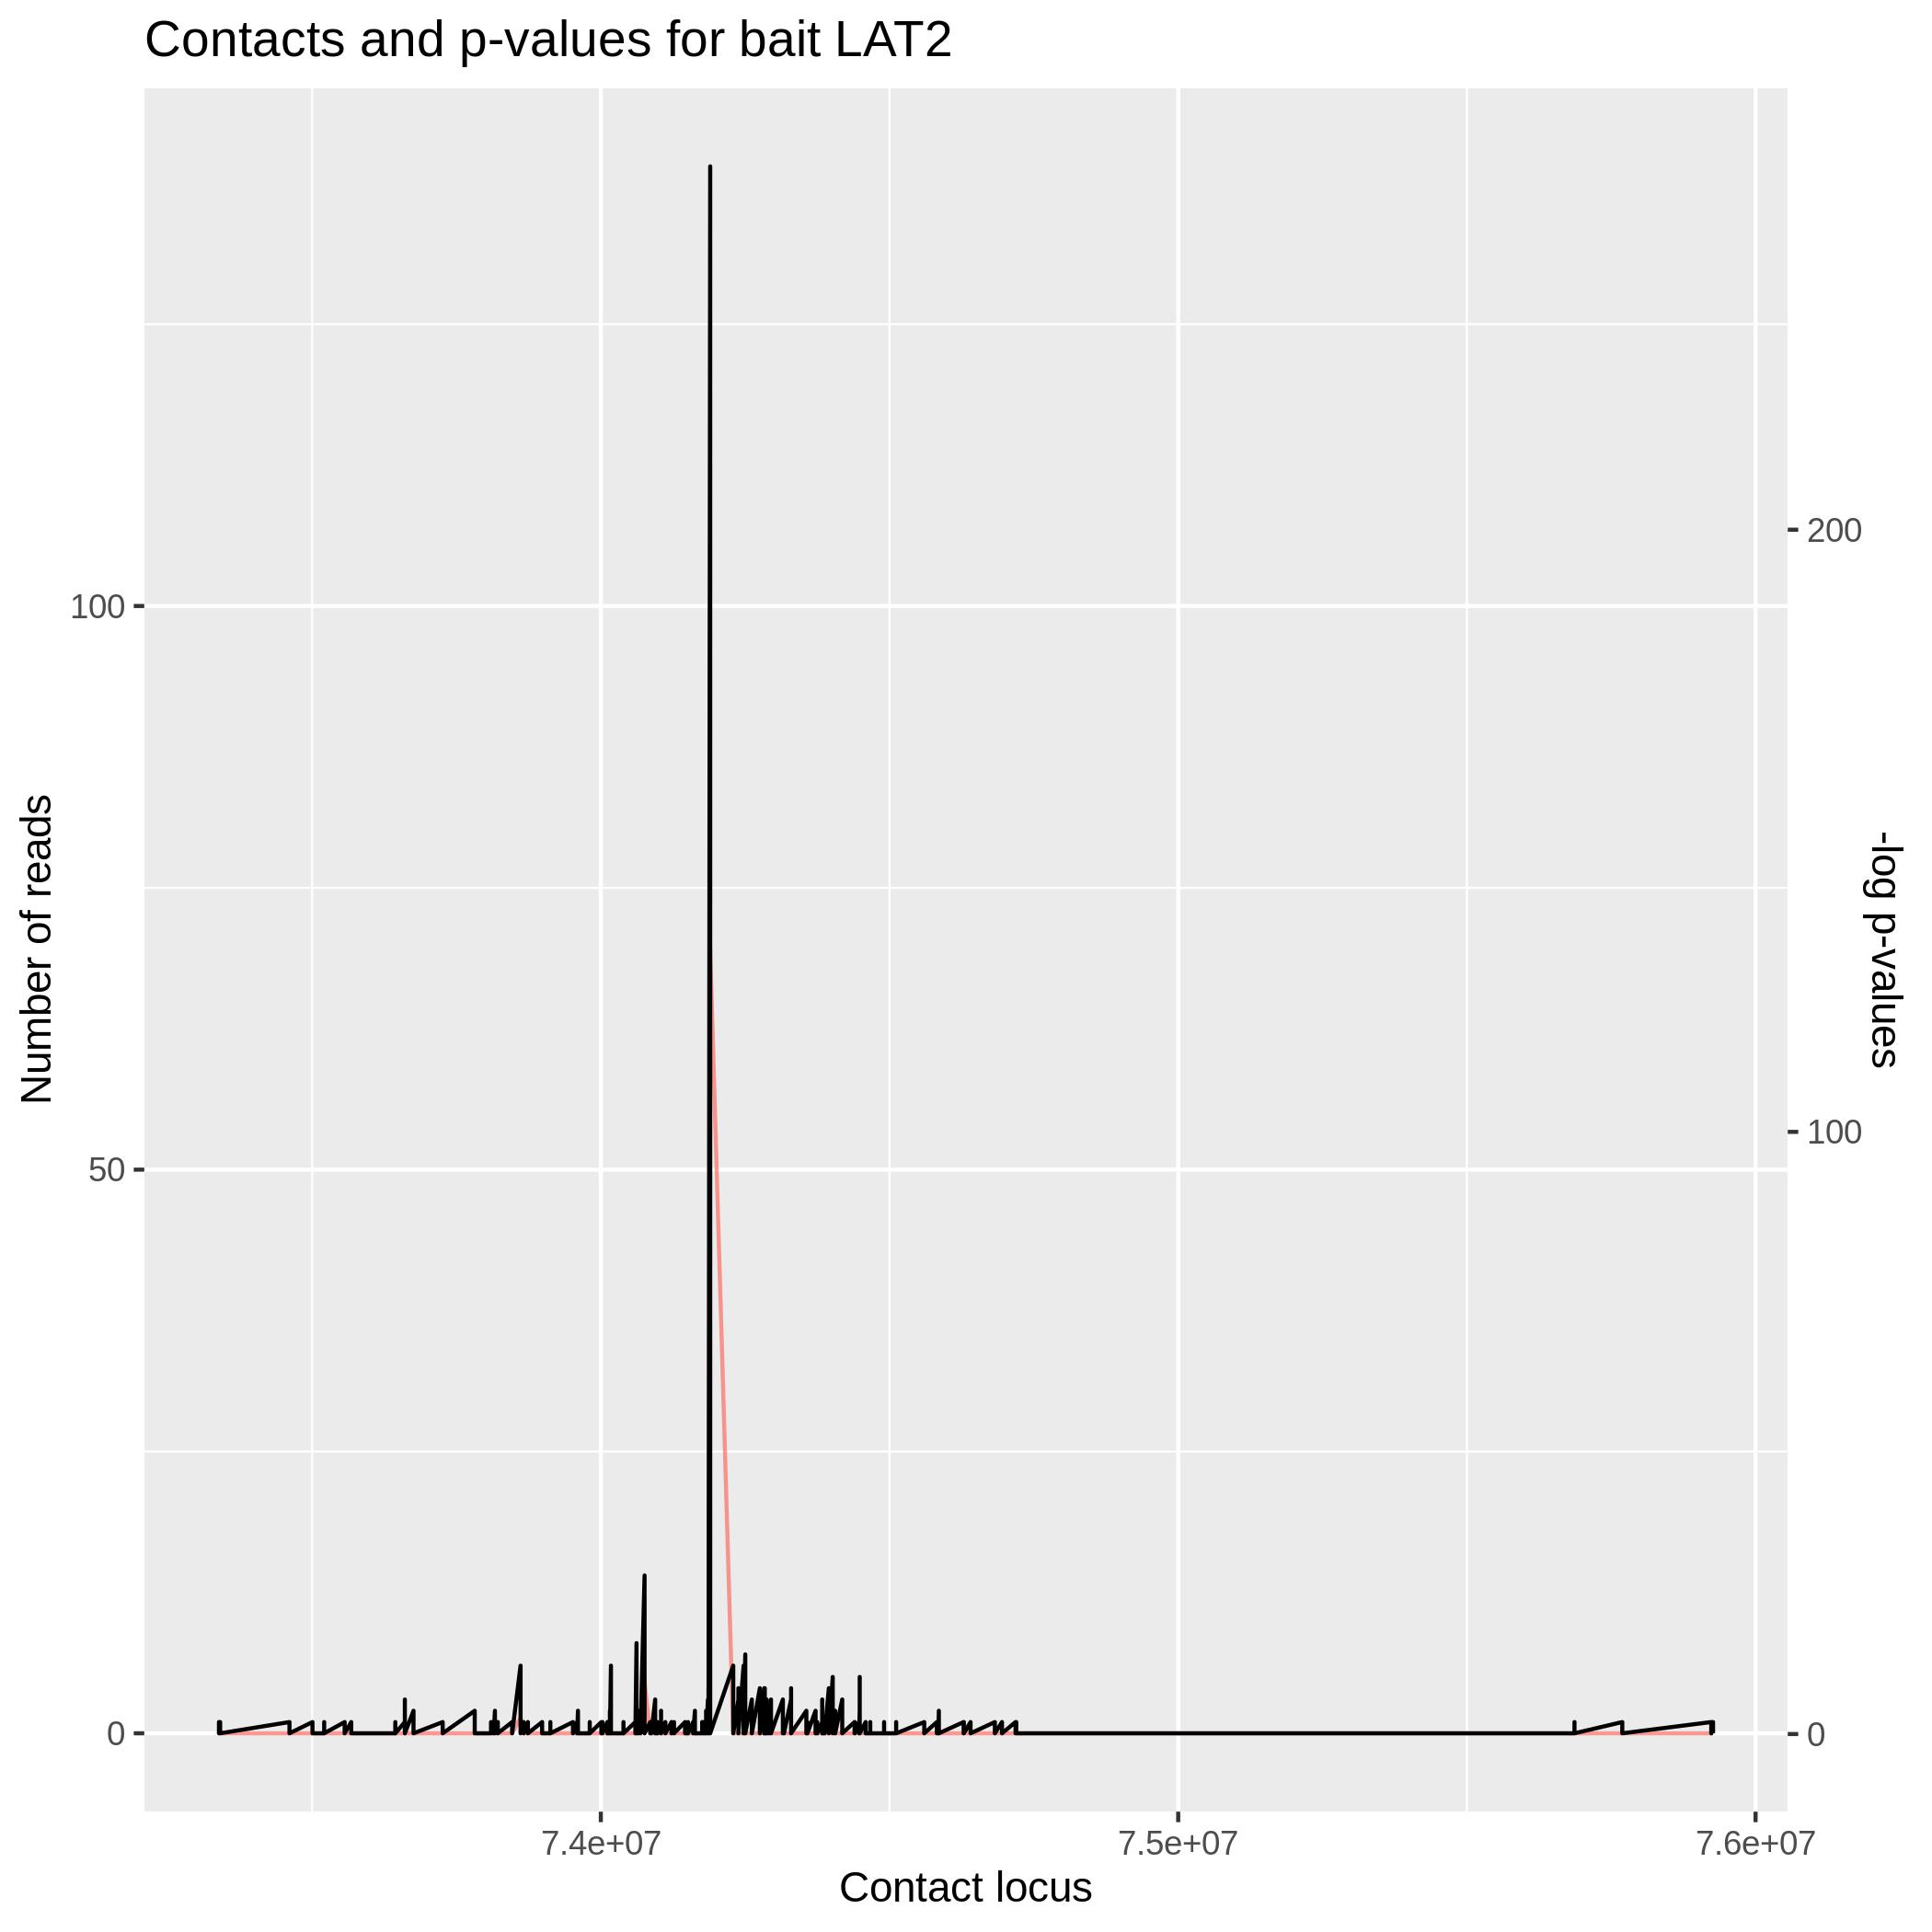 Contacts and p-values for bait LAT2
Number of reads
100
50
0
200
100
0
-log p-values
7.4e+07
7.5e+07
7.6e+07
Contact locus